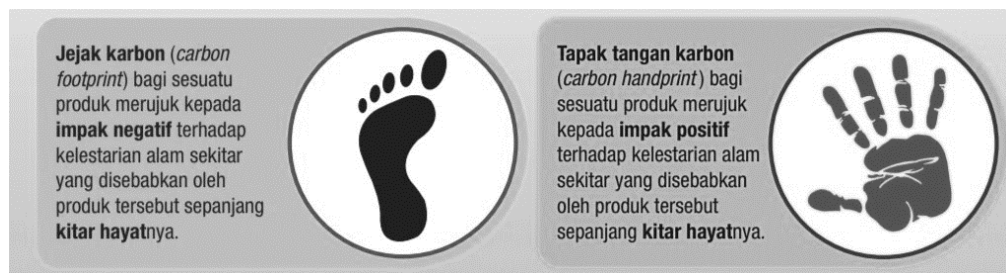 Jejak karbon (carbon
footprint) bagi sesuatu
produk merujuk kepada
impak negatif terhadap
kelestarian alam sekitar
yang disebabkan oleh
produk tersebut sepanjang
kitar hayatnya.
Tapak tangan karbon
(carbon handprint) bagi
sesuatu produk merujuk
kepada impak positif
terhadap kelestarian alam
sekitar yang disebabkan
oleh produk tersebut
sepanjang kitar hayatnya.